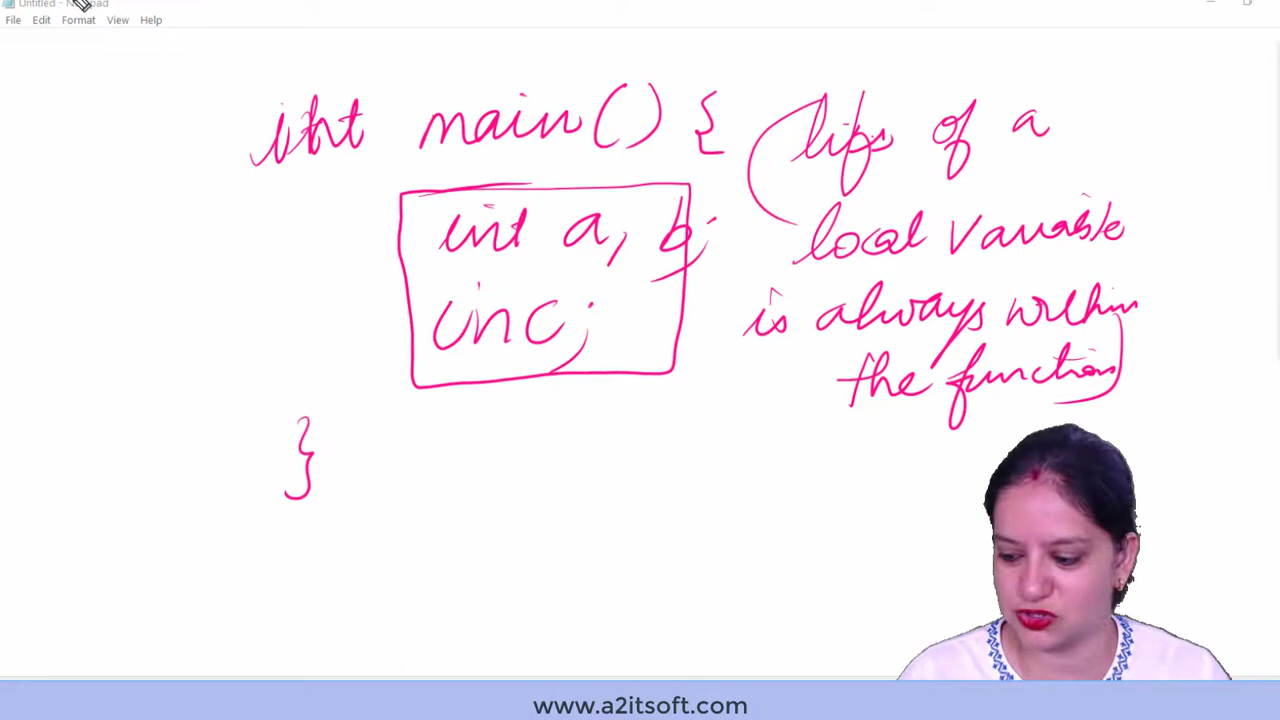 Untitled - Notepad
File Edit Format View Help
int main() {
int a, b;
inc;
}
life of a
local variable
is always within
the function
www.a2itsoft.com